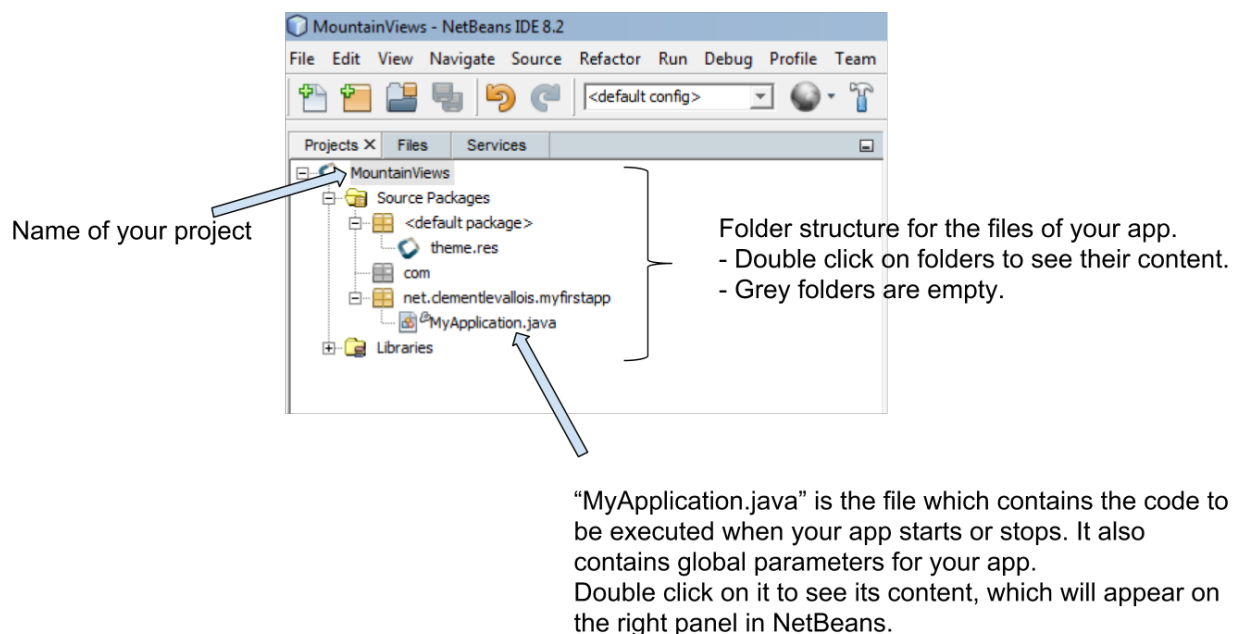 MountainViews - NetBeans IDE 8.2
File Edit View Navigate Source Refactor Run Debug Profile Team
<default config>
Projects X Files Services
MountainViews
Source Packages
<default package>
theme.res
com
net.clementlevallois.myfirstapp
MyApplication.java
Libraries
Name of your project
Folder structure for the files of your app.
- Double click on folders to see their content.
- Grey folders are empty.
“MyApplication.java” is the file which contains the code to
be executed when your app starts or stops. It also
contains global parameters for your app.
Double click on it to see its content, which will appear on
the right panel in NetBeans.